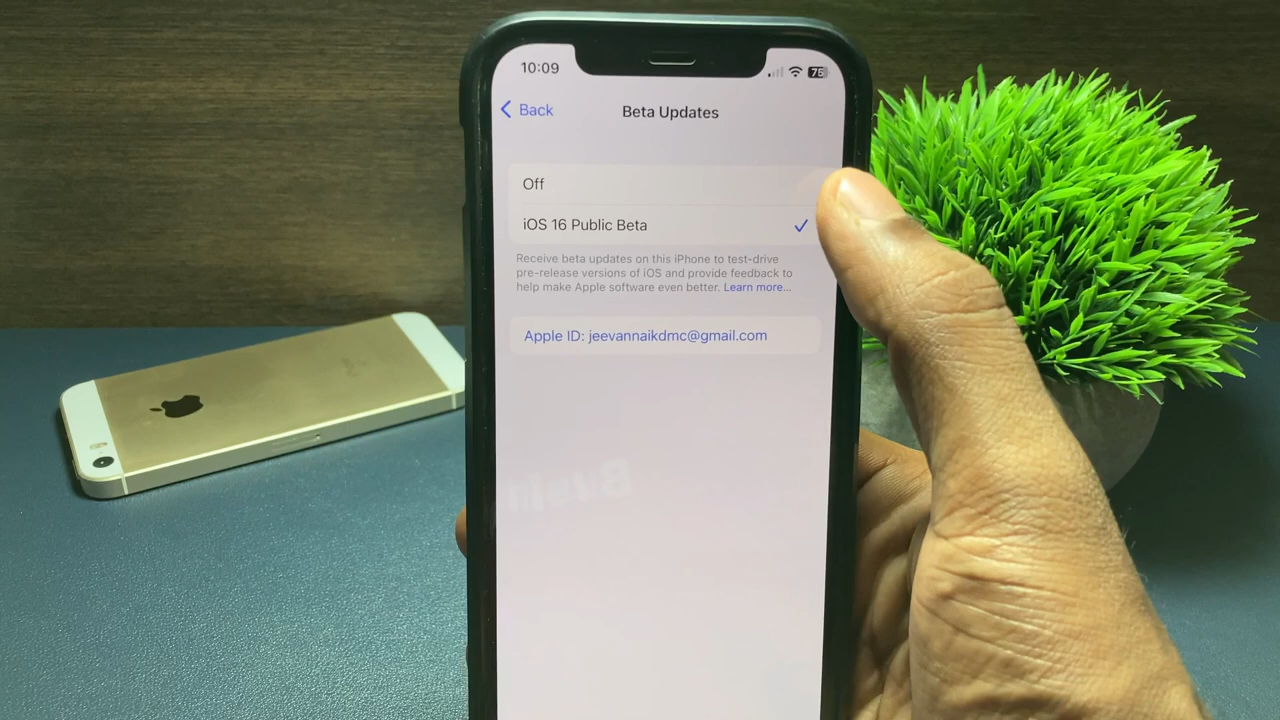 10:09
75
Back
Beta Updates
Off
iOS 16 Public Beta
Receive beta updates on this iPhone to test-drive
pre-release versions of iOS and provide feedback to
help make Apple software even better. Learn more...
Apple ID: jeevannaikdmc@gmail.com